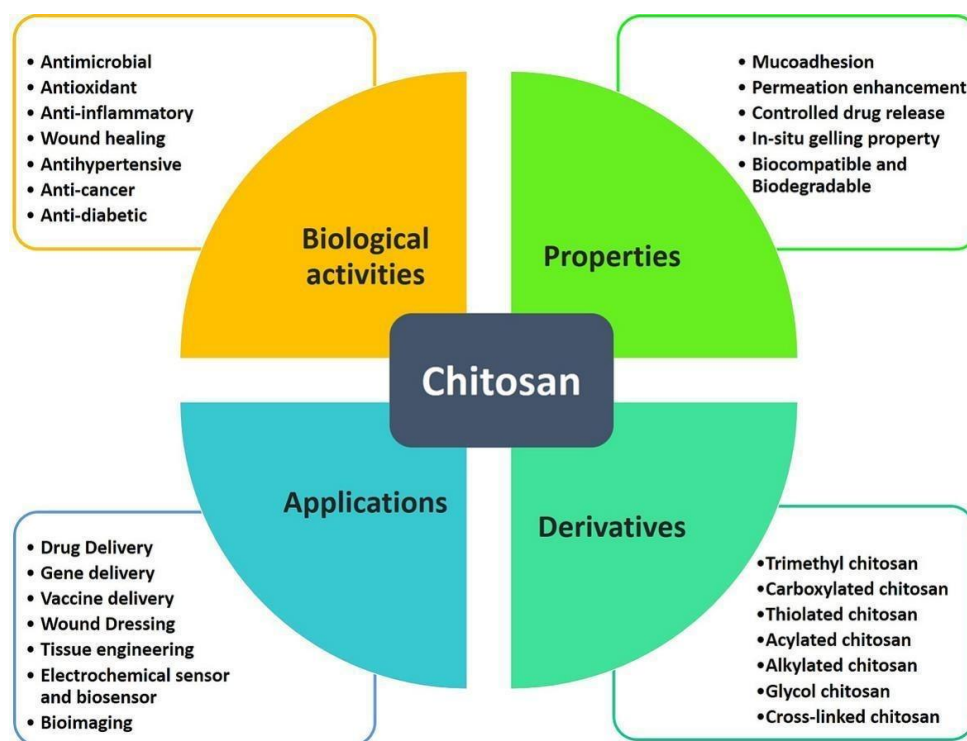 • Antimicrobial
• Antioxidant
• Anti-inflammatory
• Wound healing
• Antihypertensive
• Anti-cancer
• Anti-diabetic
• Mucoadhesion
• Permeation enhancement
• Controlled drug release
• In-situ gelling property
• Biocompatible and
Biodegradable
Biological
activities
Properties
Chitosan
Applications
Derivatives
• Drug Delivery
• Gene delivery
• Vaccine delivery
• Wound Dressing
• Tissue engineering
• Electrochemical sensor
and biosensor
• Bioimaging
•Trimethyl chitosan
•Carboxylated chitosan
•Thiolated chitosan
•Acylated chitosan
•Alkylated chitosan
•Glycol chitosan
•Cross-linked chitosan